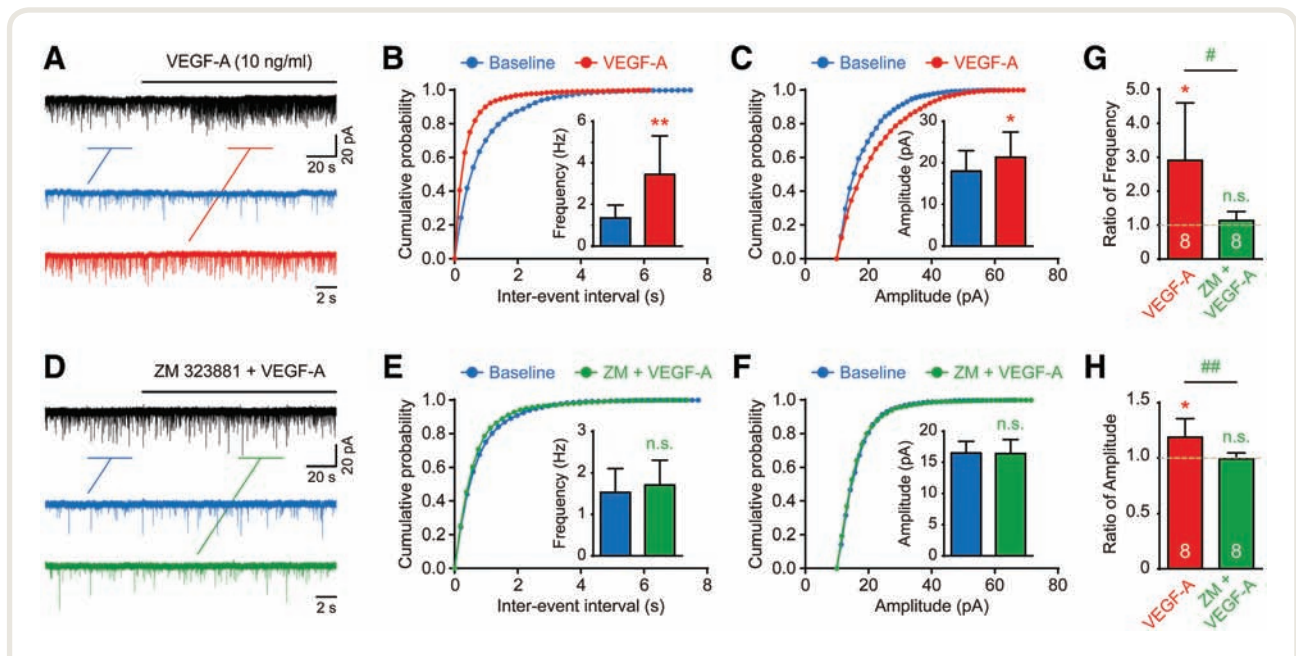 A
VEGF-A (10 ng/ml)
20 pA
20 s
2 s
B
Baseline VEGF-A
Cumulative probability
1.0
0.8
0.6
0.4
0.2
0.0
0 2 4 6 8
Inter-event interval (s)
Frequency (Hz)
6
4
2
0
**
C
Baseline VEGF-A
Cumulative probability
1.0
0.8
0.6
0.4
0.2
0.0
0 20 40 60 80
Amplitude (pA)
Amplitude (pA)
30
20
10
0
*
G
#
Ratio of Frequency
5.0
4.0
3.0
2.0
1.0
0
*
n.s.
8 8
VEGF-A
ZM +
VEGF-A
D
ZM 323881 + VEGF-A
20 pA
20 s
2 s
E
Baseline ZM + VEGF-A
Cumulative probability
1.0
0.8
0.6
0.4
0.2
0.0
0 2 4 6 8
Inter-event interval (s)
Frequency (Hz)
3
2
1
0
n.s.
F
Baseline ZM + VEGF-A
Cumulative probability
1.0
0.8
0.6
0.4
0.2
0.0
0 20 40 60 80
Amplitude (pA)
Amplitude (pA)
20
15
10
5
0
n.s.
H
##
Ratio of Amplitude
1.5
1.0
0.5
0
*
n.s.
8 8
VEGF-A
ZM +
VEGF-A